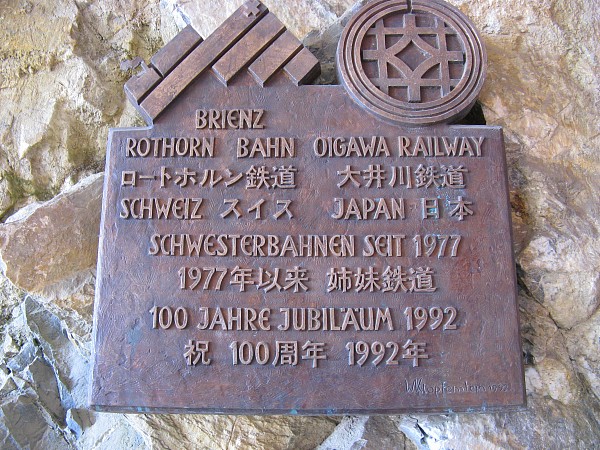 BRIENZ
ROTHORN BAHN OIGAWA RAILWAY
ロートホルン鉄道 大井川鉄道
SCHWEIZ スイス JAPAN 日本
SCHWESTERBAHNEN SEIT 1977
1977年以来 姉妹鉄道
100 JAHRE JUBILÄUM 1992
祝 100周年 1992年